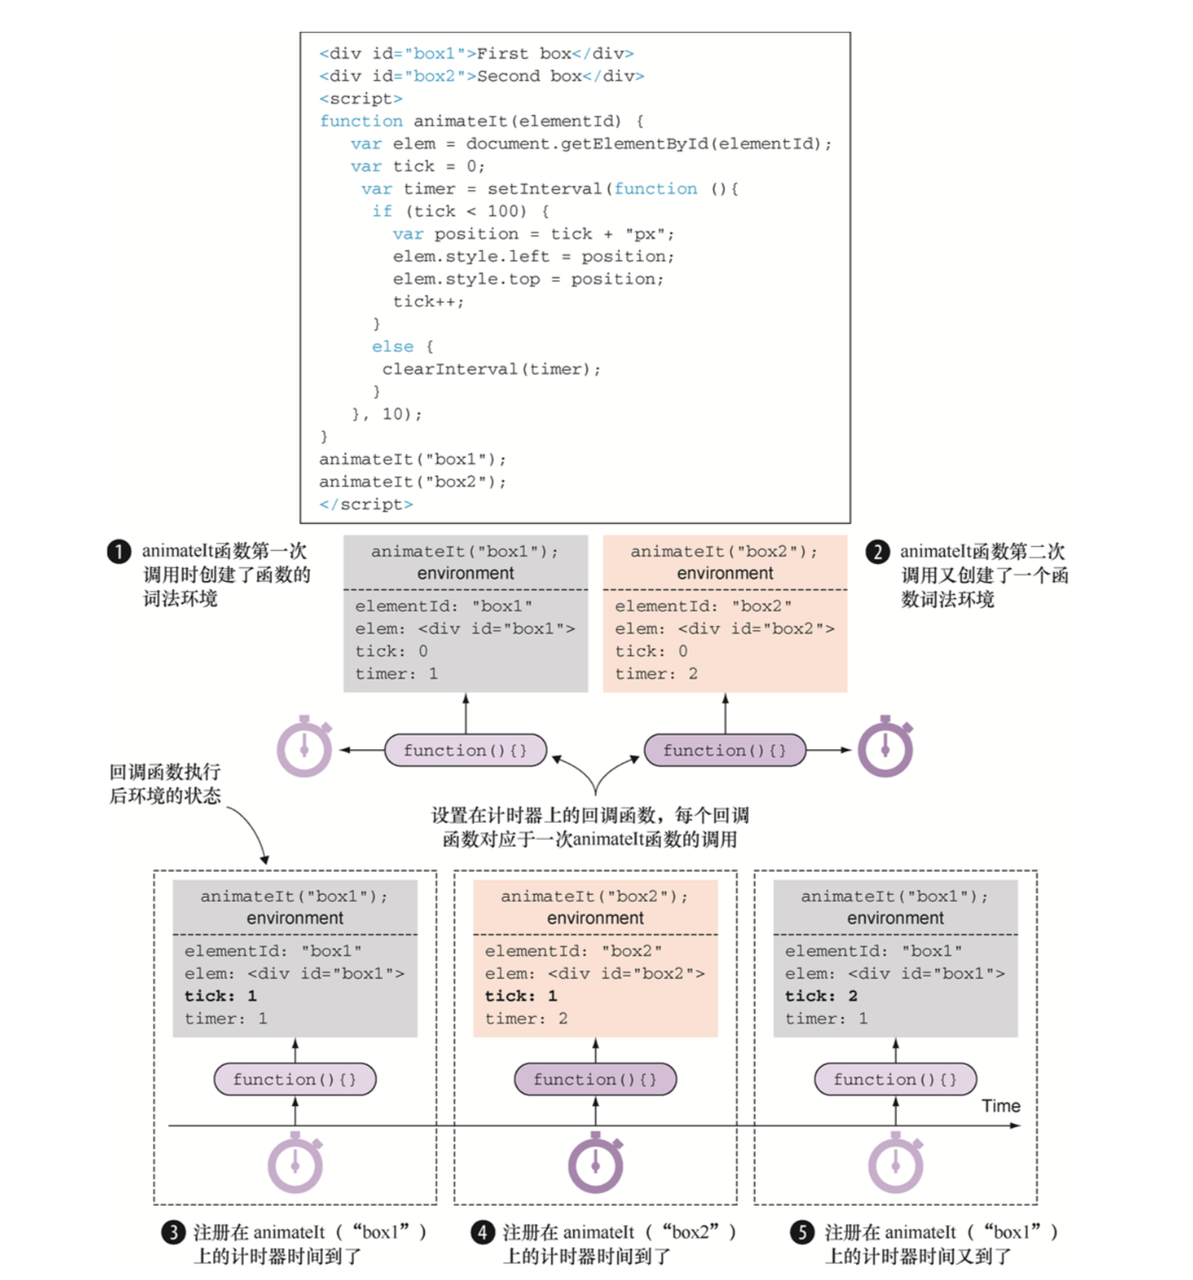 <div id="box1">First box</div>
<div id="box2">Second box</div>
<script>
function animateIt(elementId) {
   var elem = document.getElementById(elementId);
   var tick = 0;
    var timer = setInterval(function (){
     if (tick < 100) {
       var position = tick + "px";
       elem.style.left = position;
       elem.style.top = position;
       tick++;
     }
     else {
      clearInterval(timer);
     }
   }, 10);
}
animateIt("box1");
animateIt("box2");
</script>
1 animateIt函数第一次
调用时创建了函数的
词法环境
animateIt("box1");
environment
elementId: "box1"
elem: <div id="box1">
tick: 0
timer: 1
animateIt("box2");
environment
elementId: "box2"
elem: <div id="box2">
tick: 0
timer: 2
2 animateIt函数第二次
调用又创建了一个函
数词法环境
function(){}
function(){}
回调函数执行
后环境的状态
设置在计时器上的回调函数，每个回调
函数对应于一次animateIt函数的调用
animateIt("box1");
environment
elementId: "box1"
elem: <div id="box1">
tick: 1
timer: 1
function(){}
animateIt("box2");
environment
elementId: "box2"
elem: <div id="box2">
tick: 1
timer: 2
function(){}
animateIt("box1");
environment
elementId: "box1"
elem: <div id="box1">
tick: 2
timer: 1
function(){}
Time
3 注册在 animateIt（“box1”）
上的计时器时间到了
4 注册在 animateIt（“box2”）
上的计时器时间到了
5 注册在 animateIt（“box1”）
上的计时器时间又到了